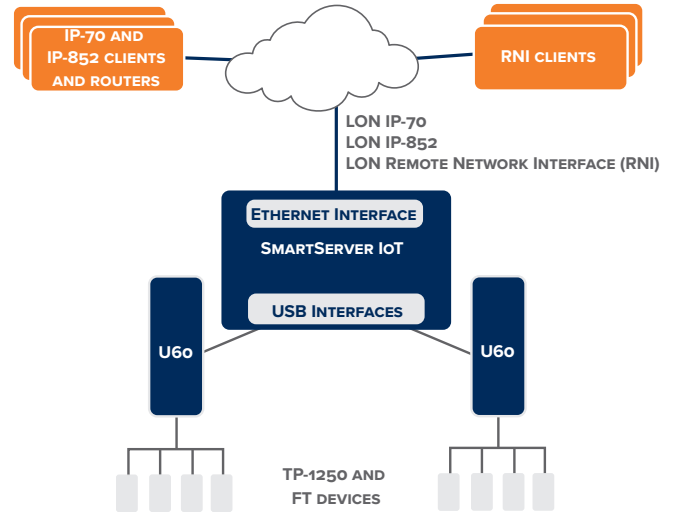 IP-70 AND
IP-852 CLIENTS
AND ROUTERS
RNI CLIENTS
LON IP-70
LON IP-852
LON REMOTE NETWORK INTERFACE (RNI)
ETHERNET INTERFACE
SMARTSERVER IOT
USB INTERFACES
U60
U60
TP-1250 AND
FT DEVICES